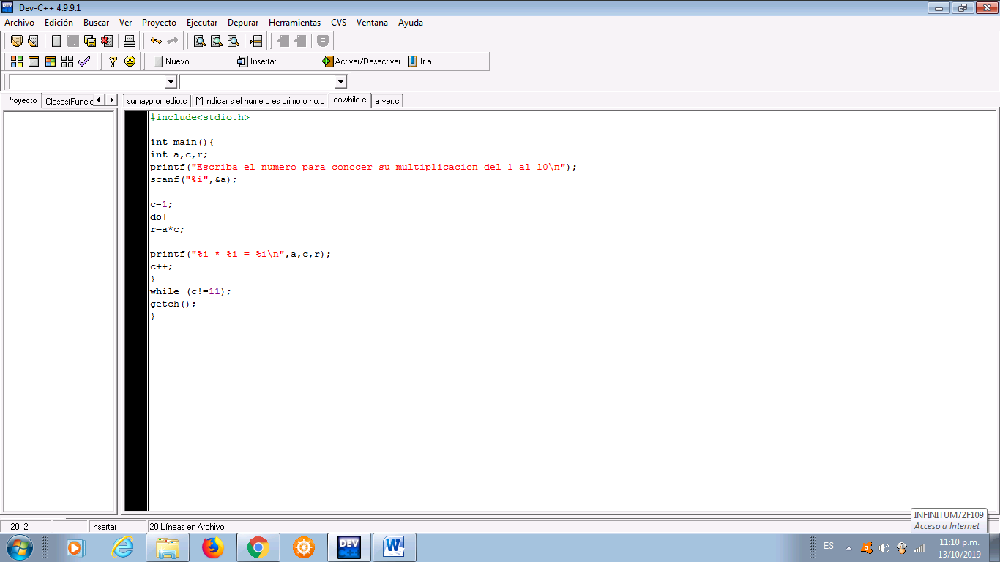 Dev-C++ 4.9.9.1
Archivo Edición Buscar Ver Proyecto Ejecutar Depurar Herramientas CVS Ventana Ayuda
Nuevo Insertar Activar/Desactivar Ir a
Proyecto Clases(Funcio sumaypromedio.c [*] indicar s el numero es primo o no.c dowhile.c a ver.c
#include<stdio.h>
int main(){
int a,c,r;
printf("Escriba el numero para conocer su multiplicacion del 1 al 10\n");
scanf("%i",&a);
c=1;
do{
r=a*c;
printf("%i * %i = %i\n",a,c,r);
c++;
}
while (c!=11);
getch();
}
INFINITUM72F109
Acceso a Internet
20: 2 Insertar 20 Líneas en Archivo
DEV
W
ES
11:10 p.m.
13/10/2019